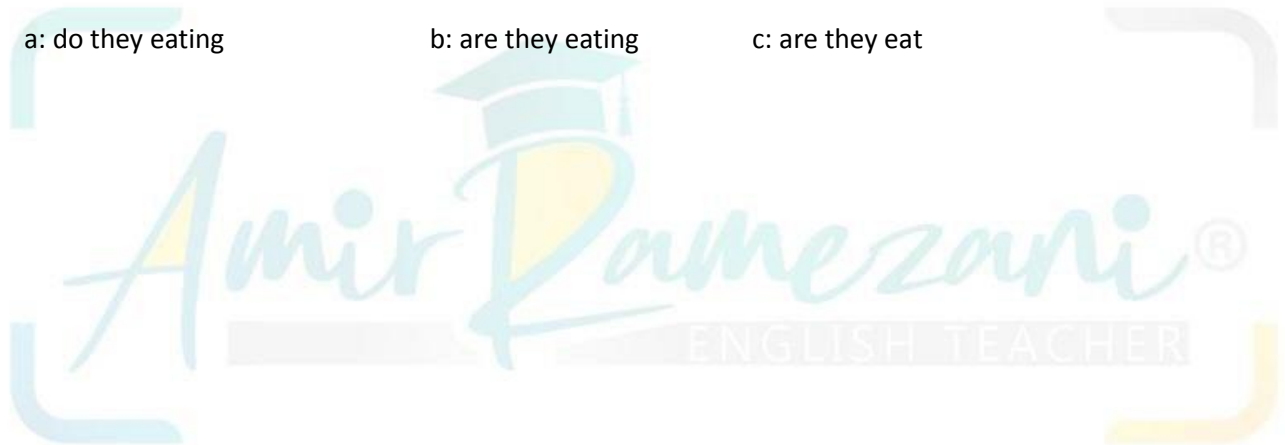 a: do they eating b: are they eating c: are they eat
Amir Ramezani ®
ENGLISH TEACHER